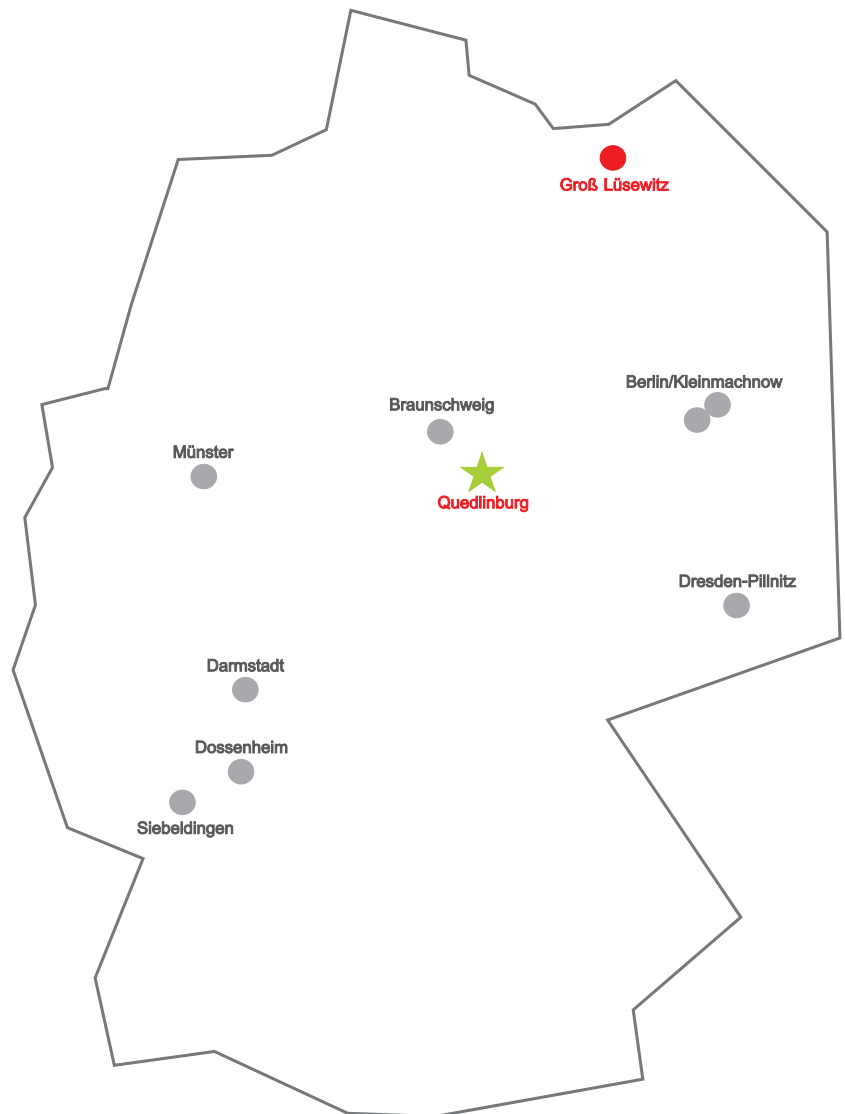 Groß Lüsewitz
Berlin/Kleinmachnow
Braunschweig
Münster
Quedlinburg
Dresden-Pillnitz
Darmstadt
Dossenheim
Siebeldingen